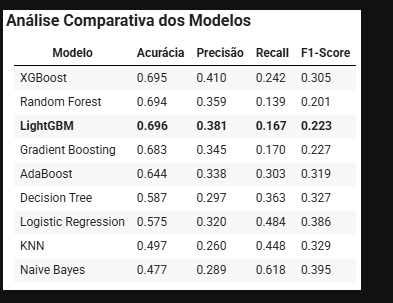 Análise Comparativa dos Modelos
Modelo Acurácia Precisão Recall F1-Score
XGBoost 0.695 0.410 0.242 0.305
Random Forest 0.694 0.359 0.139 0.201
LightGBM 0.696 0.381 0.167 0.223
Gradient Boosting 0.683 0.345 0.170 0.227
AdaBoost 0.644 0.338 0.303 0.319
Decision Tree 0.587 0.297 0.363 0.327
Logistic Regression 0.575 0.320 0.484 0.386
KNN 0.497 0.260 0.448 0.329
Naive Bayes 0.477 0.289 0.618 0.395